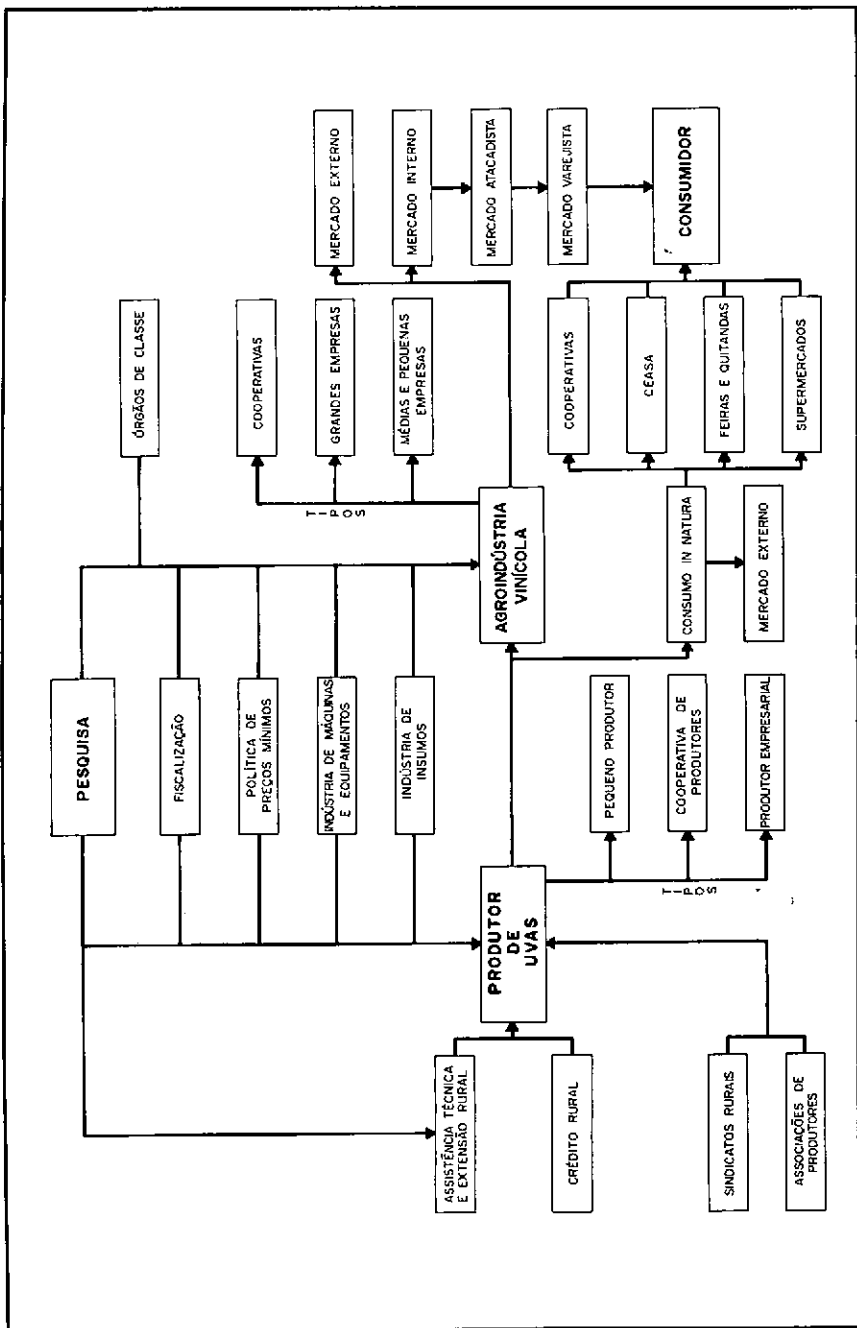 PESQUISA
FISCALIZAÇÃO
POLÍTICA DE
PREÇOS MÍNIMOS
INDÚSTRIA DE MÁQUINAS
E EQUIPAMENTOS
INDÚSTRIA DE
INSUMOS
ÓRGÃOS DE CLASSE
ASSISTÊNCIA TÉCNICA
E EXTENSÃO RURAL
CRÉDITO RURAL
SINDICATOS RURAIS
ASSOCIAÇÕES DE
PRODUTORES
PRODUTOR
DE
UVAS
TIPOS
PEQUENO PRODUTOR
COOPERATIVA DE
PRODUTORES
PRODUTOR EMPRESARIAL
AGROINDÚSTRIA
VINÍCOLA
TIPOS
COOPERATIVAS
GRANDES EMPRESAS
MÉDIAS E PEQUENAS
EMPRESAS
CONSUMO IN NATURA
MERCADO EXTERNO
COOPERATIVAS
CEASA
FEIRAS E QUITANDAS
SUPERMERCADOS
MERCADO EXTERNO
MERCADO INTERNO
MERCADO ATACADISTA
MERCADO VAREJISTA
CONSUMIDOR